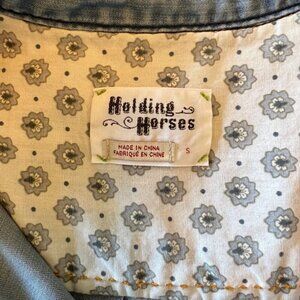 Holding
Horses
MADE IN CHINA
FABRIQUÉ EN CHINE
S